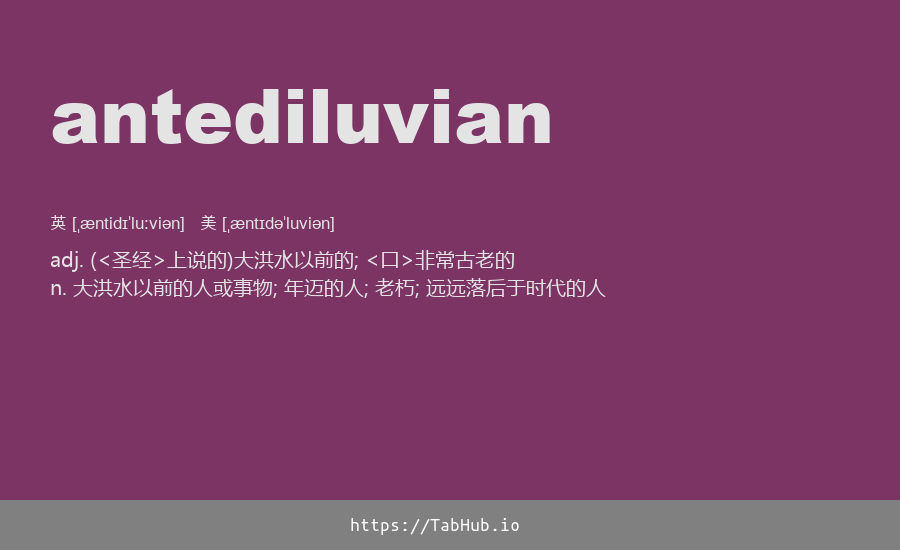 antediluvian
英 [ˌæntidɪˈluːviən] 美 [ˌæntɪdəˈluviən]
adj. (<圣经>上说的)大洪水以前的; <口>非常古老的
n. 大洪水以前的人或事物; 年迈的人; 老朽; 远远落后于时代的人
https://TabHub.io